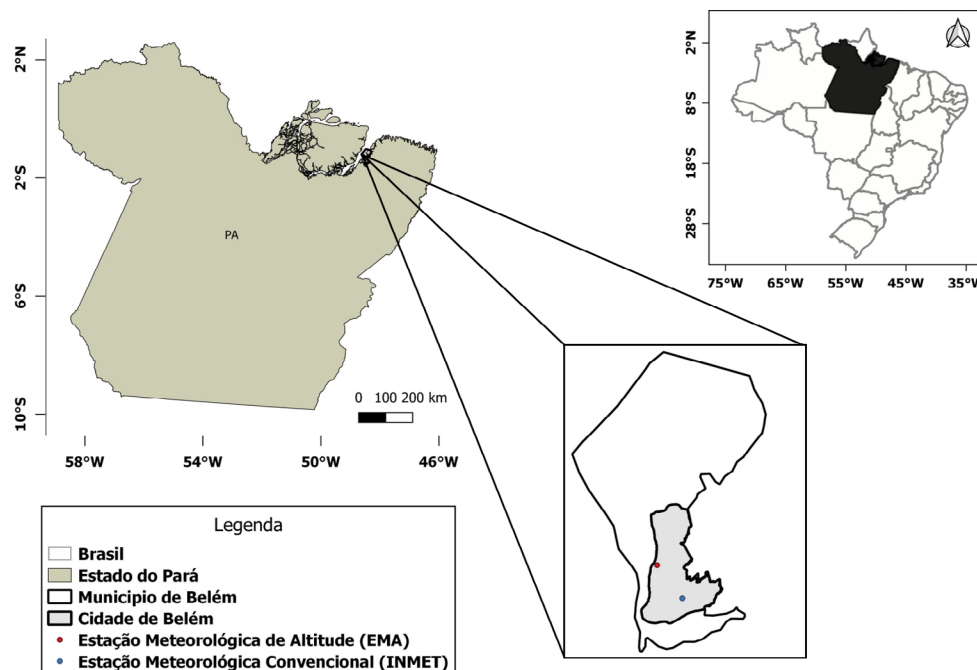 2°N
2°S
6°S
10°S
58°W
54°W
50°W
46°W
PA
0 100 200 km
2°N
8°S
18°S
28°S
75°W
65°W
55°W
45°W
35°W
Legenda
Brasil
Estado do Pará
Municipio de Belém
Cidade de Belém
Estação Meteorológica de Altitude (EMA)
Estação Meteorológica Convencional (INMET)